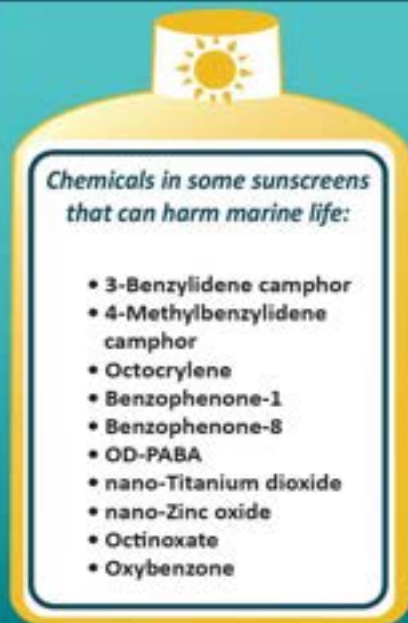 Chemicals in some sunscreens
that can harm marine life:
• 3-Benzylidene camphor
• 4-Methylbenzylidene
camphor
• Octocrylene
• Benzophenone-1
• Benzophenone-8
• OD-PABA
• nano-Titanium dioxide
• nano-Zinc oxide
• Octinoxate
• Oxybenzone